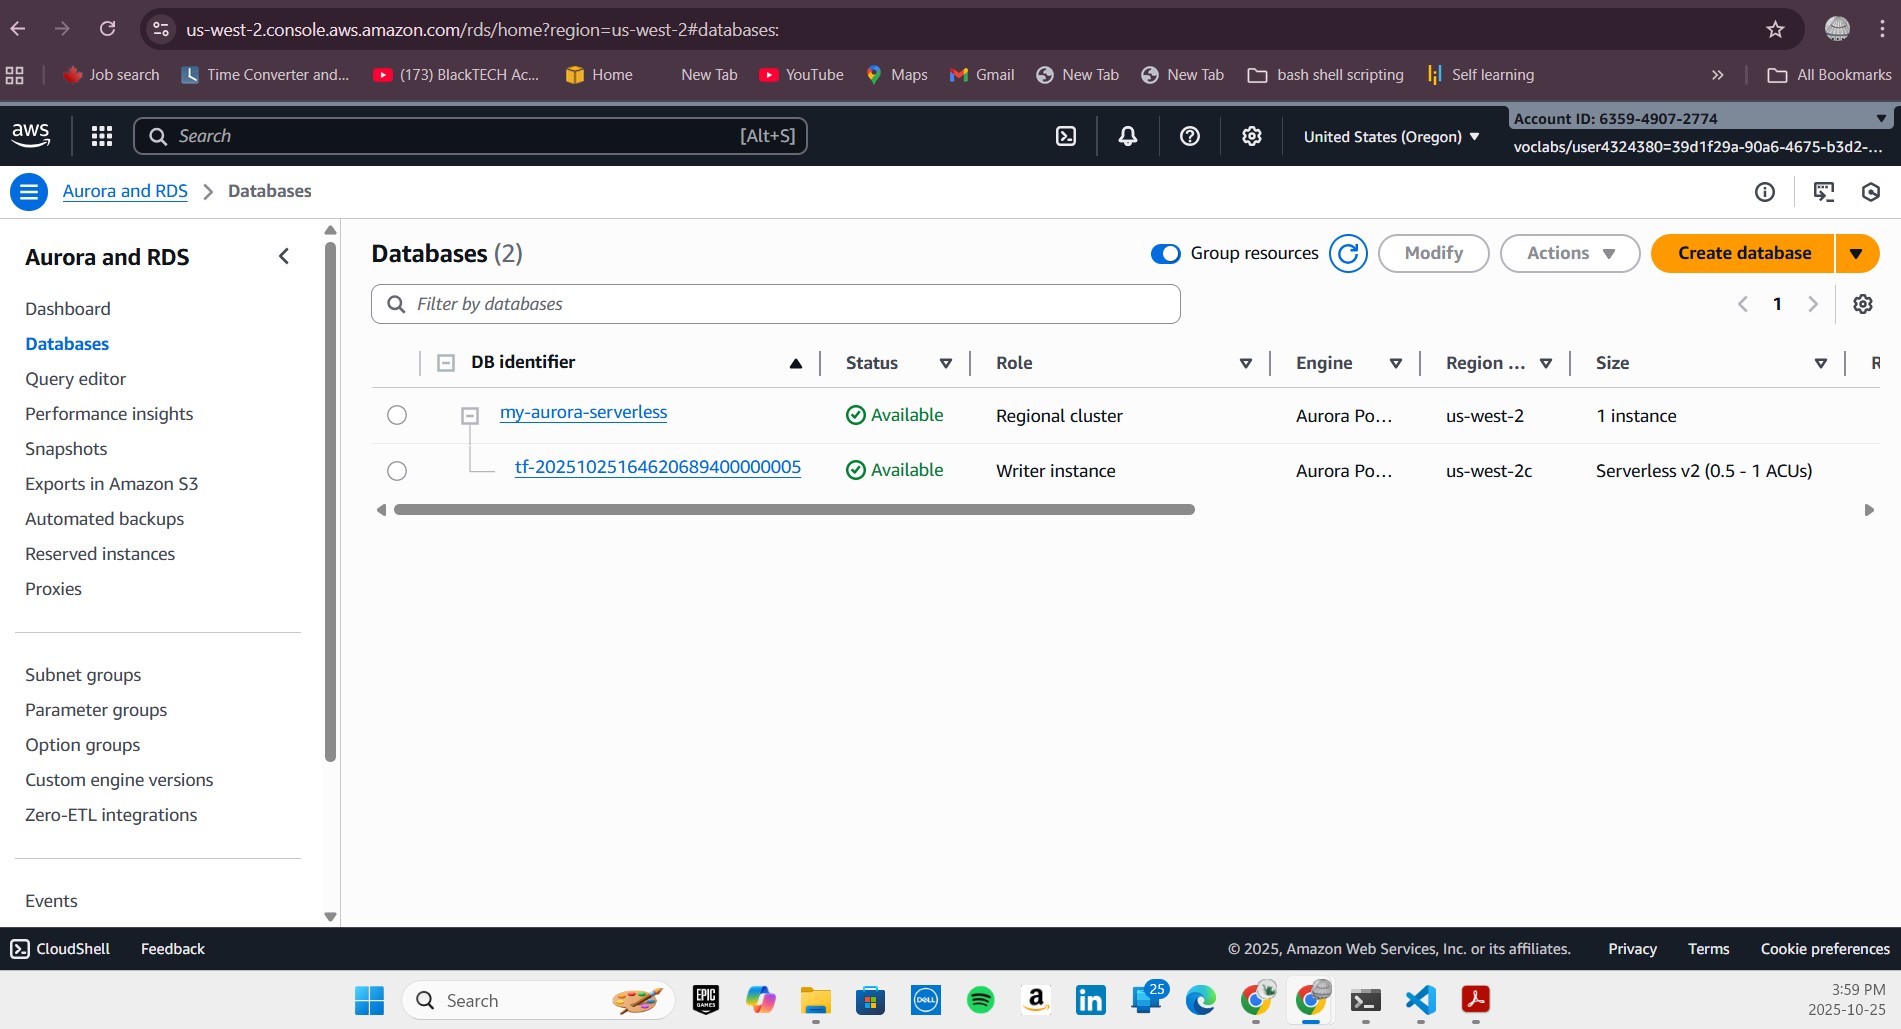 us-west-2.console.aws.amazon.com/rds/home?region=us-west-2#databases:
Job search Time Converter and... (173) BlackTECH Ac... Home New Tab YouTube Maps Gmail New Tab New Tab bash shell scripting Self learning » All Bookmarks
aws Search [Alt+S] United States (Oregon) Account ID: 6359-4907-2774
voclabs/user4324380=39d1f29a-90a6-4675-b3d2-...
Aurora and RDS Databases
Aurora and RDS
Dashboard
Databases
Query editor
Performance insights
Snapshots
Exports in Amazon S3
Automated backups
Reserved instances
Proxies
Subnet groups
Parameter groups
Option groups
Custom engine versions
Zero-ETL integrations
Events
Databases (2) Group resources Modify Actions Create database
Filter by databases 1
DB identifier Status Role Engine Region ... Size R
my-aurora-serverless Available Regional cluster Aurora Po... us-west-2 1 instance
tf-20251025164620689400000005 Available Writer instance Aurora Po... us-west-2c Serverless v2 (0.5 - 1 ACUs)
CloudShell Feedback © 2025, Amazon Web Services, Inc. or its affiliates. Privacy Terms Cookie preferences
Search EPIC GAMES DELL 25 3:59 PM
2025-10-25